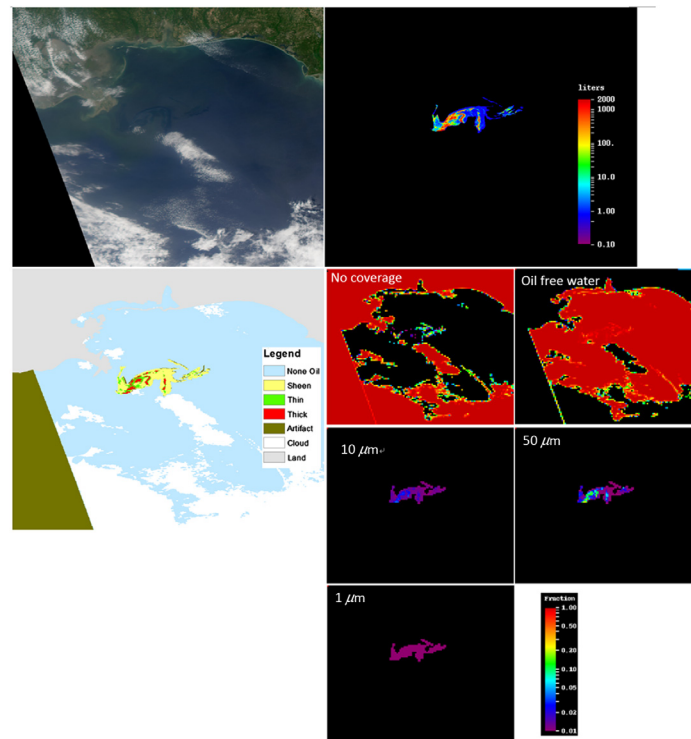 liters
2000
1000
100.
10.0
1.00
0.10
Legend
None Oil
Sheen
Thin
Thick
Artifact
Cloud
Land
No coverage
Oil free water
10 μm↵
50 μm
1 μm
Fraction
1.00
0.50
0.20
0.10
0.05
0.02
0.01